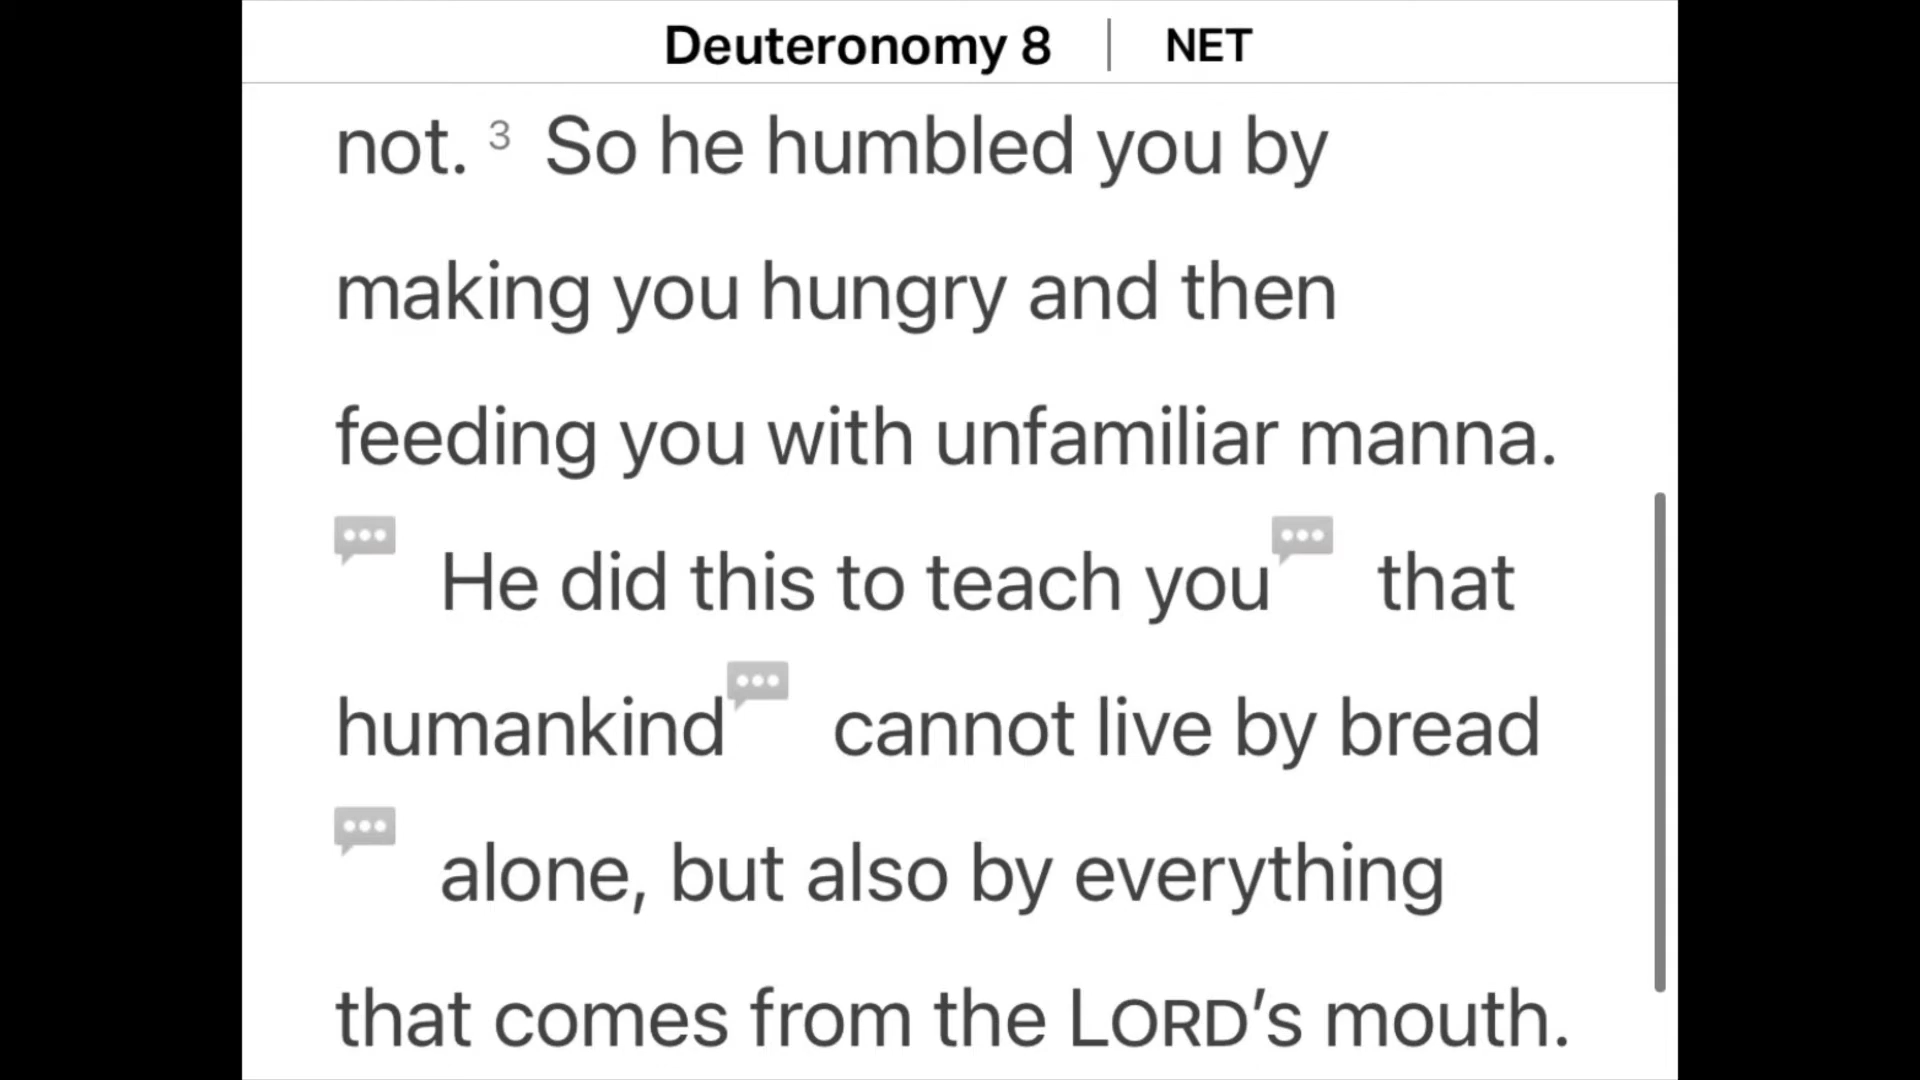 Deuteronomy 8 | NET
not. 3 So he humbled you by
making you hungry and then
feeding you with unfamiliar manna.
He did this to teach you that
humankind cannot live by bread
alone, but also by everything
that comes from the LORD’s mouth.